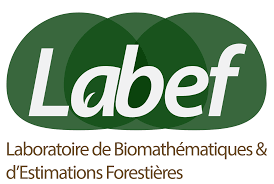 Labef
Laboratoire de Biomathématiques &
d'Estimations Forestières